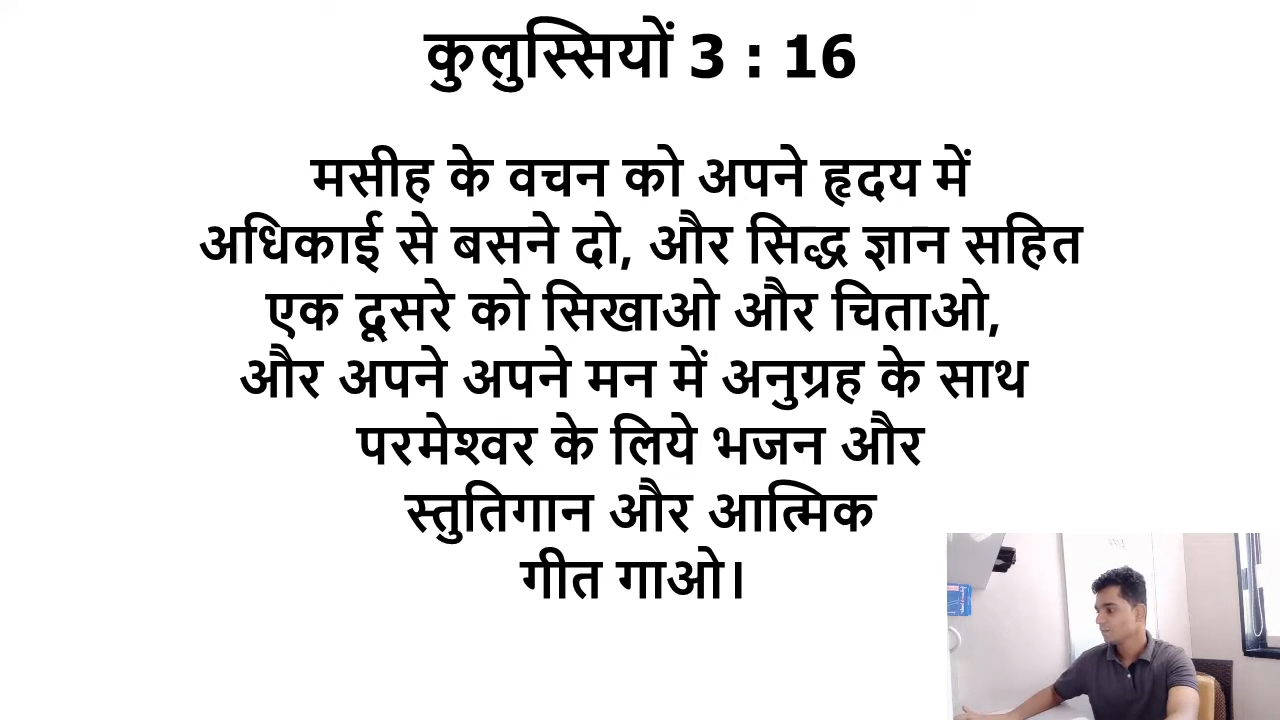 कुलुस्सियों 3 : 16
मसीह के वचन को अपने हृदय में
अधिकाई से बसने दो, और सिद्ध ज्ञान सहित
एक दूसरे को सिखाओ और चिताओ,
और अपने अपने मन में अनुग्रह के साथ
परमेश्वर के लिये भजन और
स्तुतिगान और आत्मिक
गीत गाओ।